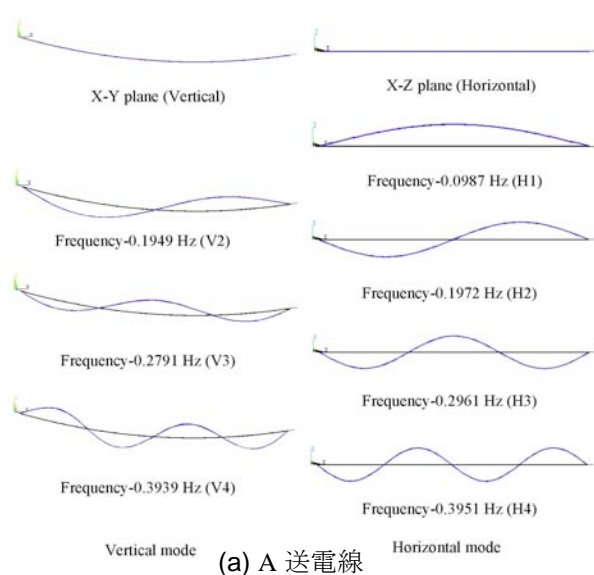 X-Y plane (Vertical)
X-Z plane (Horizontal)
Frequency-0.0987 Hz (H1)
Frequency-0.1949 Hz (V2)
Frequency-0.1972 Hz (H2)
Frequency-0.2791 Hz (V3)
Frequency-0.2961 Hz (H3)
Frequency-0.3939 Hz (V4)
Frequency-0.3951 Hz (H4)
Vertical mode
Horizontal mode
(a) A 送電線